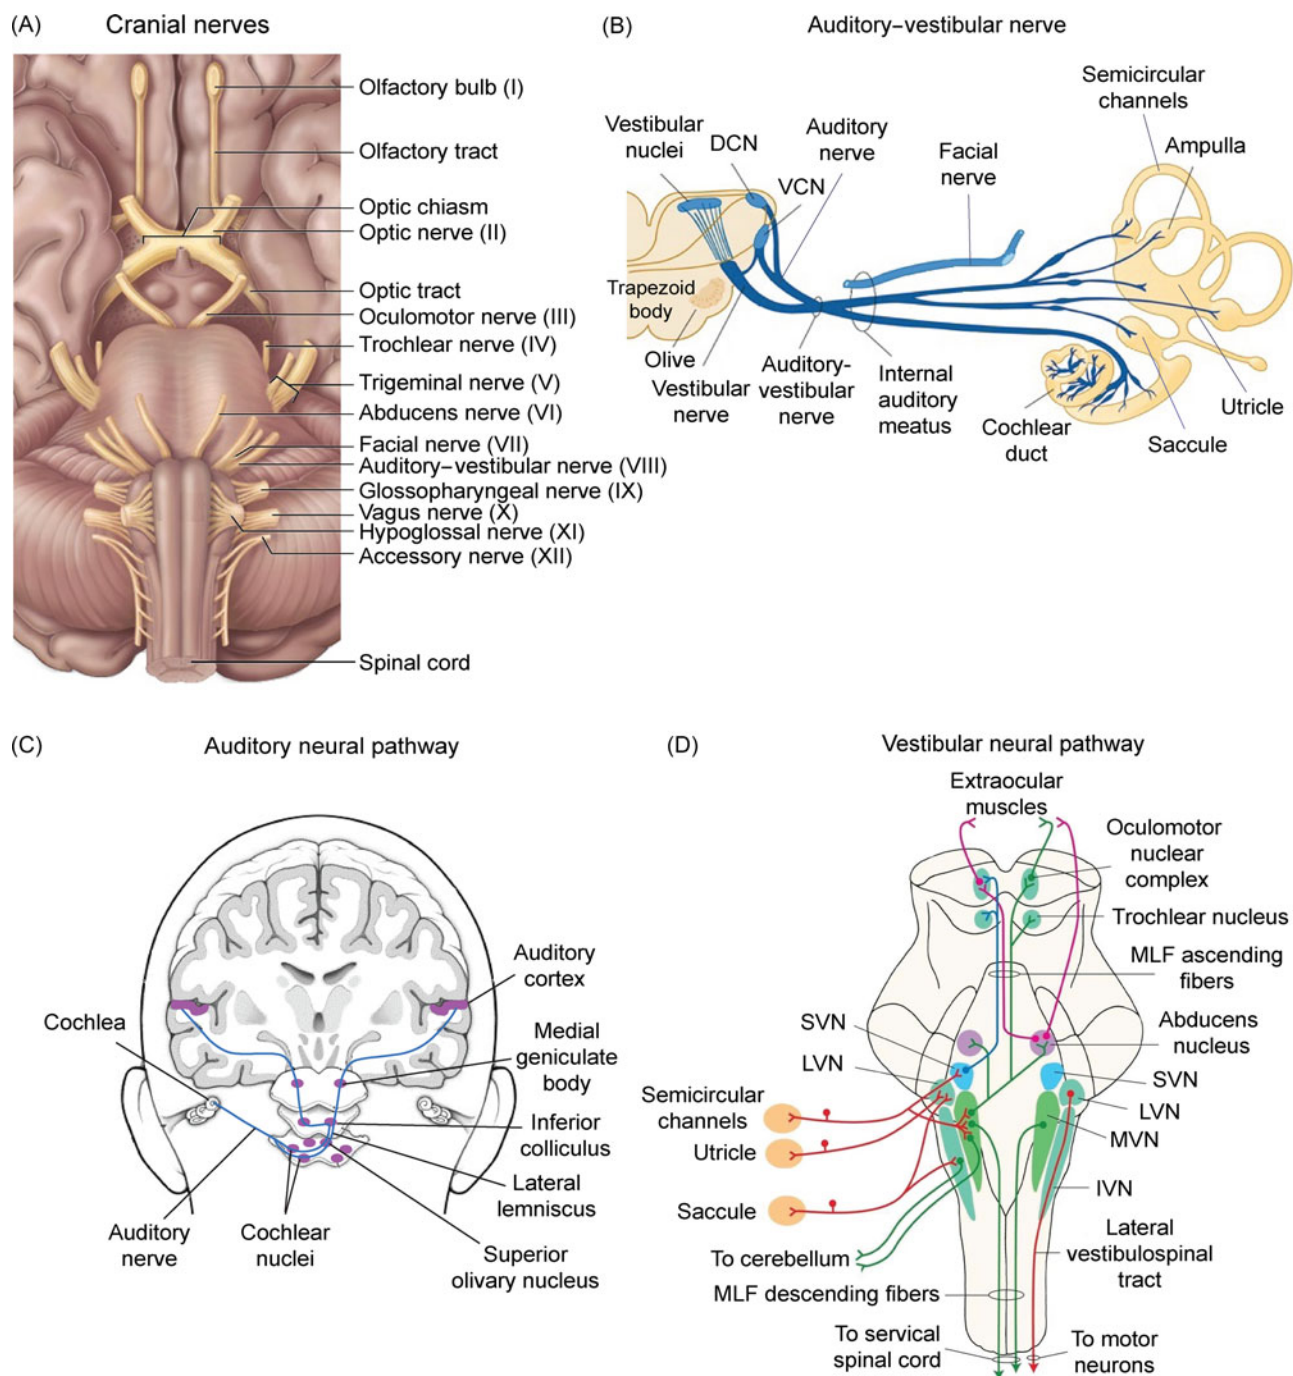 (A)
Cranial nerves
Olfactory bulb (I)
Olfactory tract
Optic chiasm
Optic nerve (II)
Optic tract
Oculomotor nerve (III)
Trochlear nerve (IV)
Trigeminal nerve (V)
Abducens nerve (VI)
Facial nerve (VII)
Auditory–vestibular nerve (VIII)
Glossopharyngeal nerve (IX)
Vagus nerve (X)
Hypoglossal nerve (XI)
Accessory nerve (XII)
Spinal cord
(B)
Auditory–vestibular nerve
Semicircular
channels
Vestibular
nuclei
DCN
Auditory
nerve
VCN
Facial
nerve
Ampulla
Trapezoid
body
Olive
Vestibular
nerve
Auditory-
vestibular
nerve
Internal
auditory
meatus
Cochlear
duct
Saccule
Utricle
(C)
Auditory neural pathway
Auditory
cortex
Cochlea
Medial
geniculate
body
Inferior
colliculus
Lateral
lemniscus
Auditory
nerve
Cochlear
nuclei
Superior
olivary nucleus
(D)
Vestibular neural pathway
Extraocular
muscles
Oculomotor
nuclear
complex
Trochlear nucleus
MLF ascending
fibers
SVN
Abducens
nucleus
LVN
SVN
Semicircular
channels
LVN
MVN
Utricle
IVN
Saccule
Lateral
vestibulospinal
tract
To cerebellum
MLF descending fibers
To servical
spinal cord
To motor
neurons